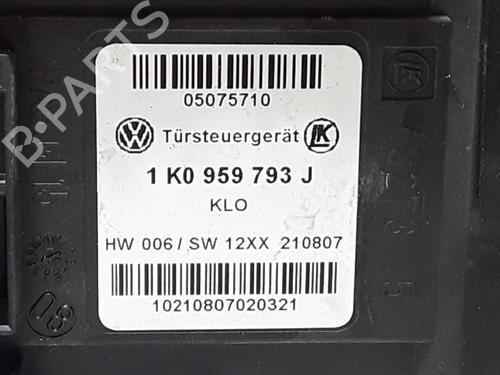 05075710
Türsteuergerät
1 K0 959 793 J
KLO
HW 006 / SW 12XX 210807
10210807020321
B-PARTS